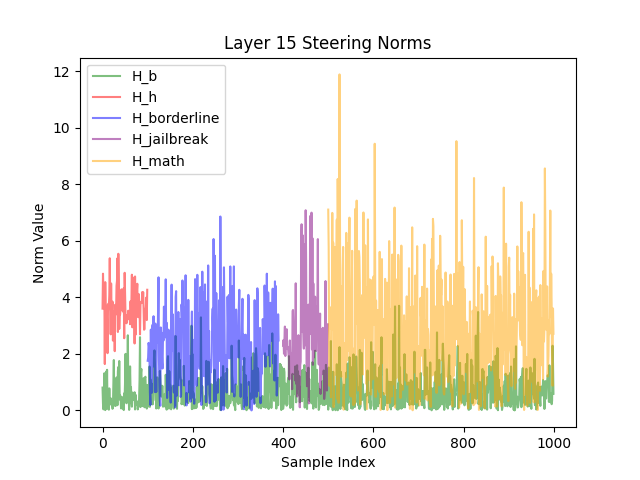 Layer 15 Steering Norms
H_b
H_h
H_borderline
H_jailbreak
H_math
Norm Value
12
10
8
6
4
2
0
0 200 400 600 800 1000
Sample Index